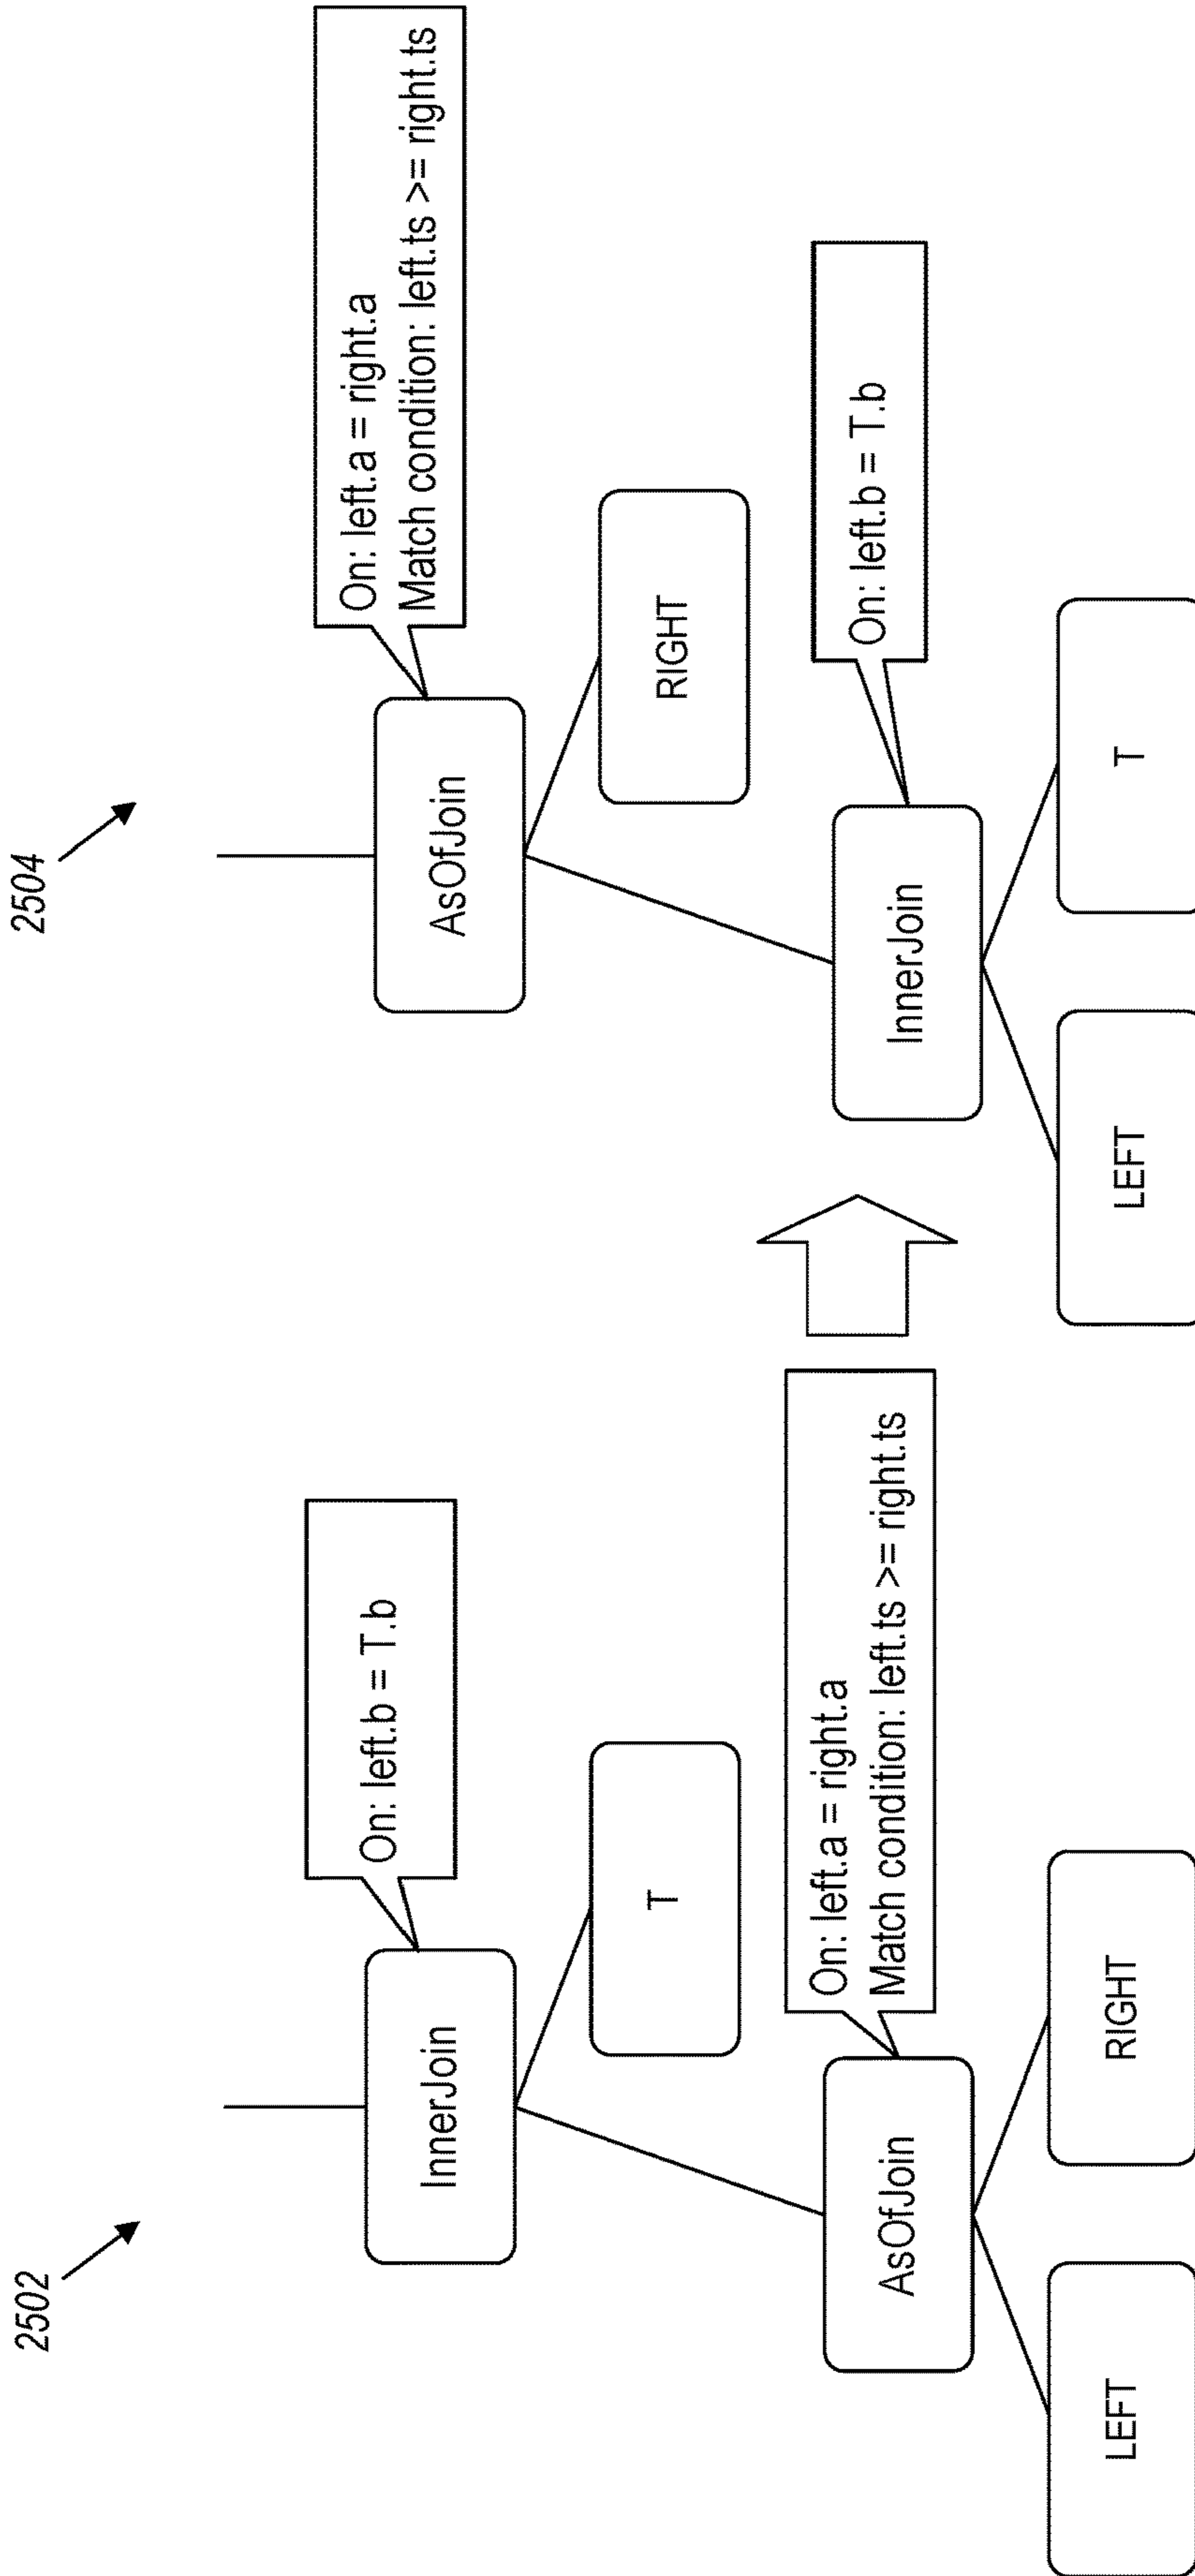 2502
InnerJoin
On: left.b = T.b
T
AsOfJoin
On: left.a = right.a
Match condition: left.ts >= right.ts
LEFT
RIGHT
2504
AsOfJoin
On: left.a = right.a
Match condition: left.ts >= right.ts
RIGHT
InnerJoin
On: left.b = T.b
LEFT
T